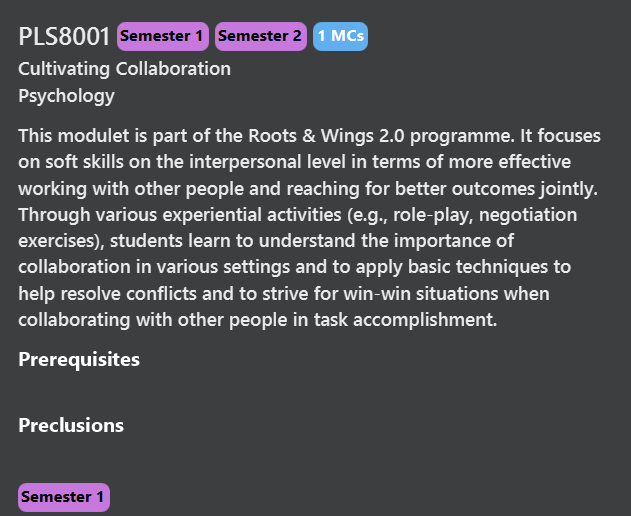 PLS8001 Semester 1 Semester 2 1 MCs
Cultivating Collaboration
Psychology
This modulet is part of the Roots & Wings 2.0 programme. It focuses
on soft skills on the interpersonal level in terms of more effective
working with other people and reaching for better outcomes jointly.
Through various experiential activities (e.g., role-play, negotiation
exercises), students learn to understand the importance of
collaboration in various settings and to apply basic techniques to
help resolve conflicts and to strive for win-win situations when
collaborating with other people in task accomplishment.
Prerequisites
Preclusions
Semester 1